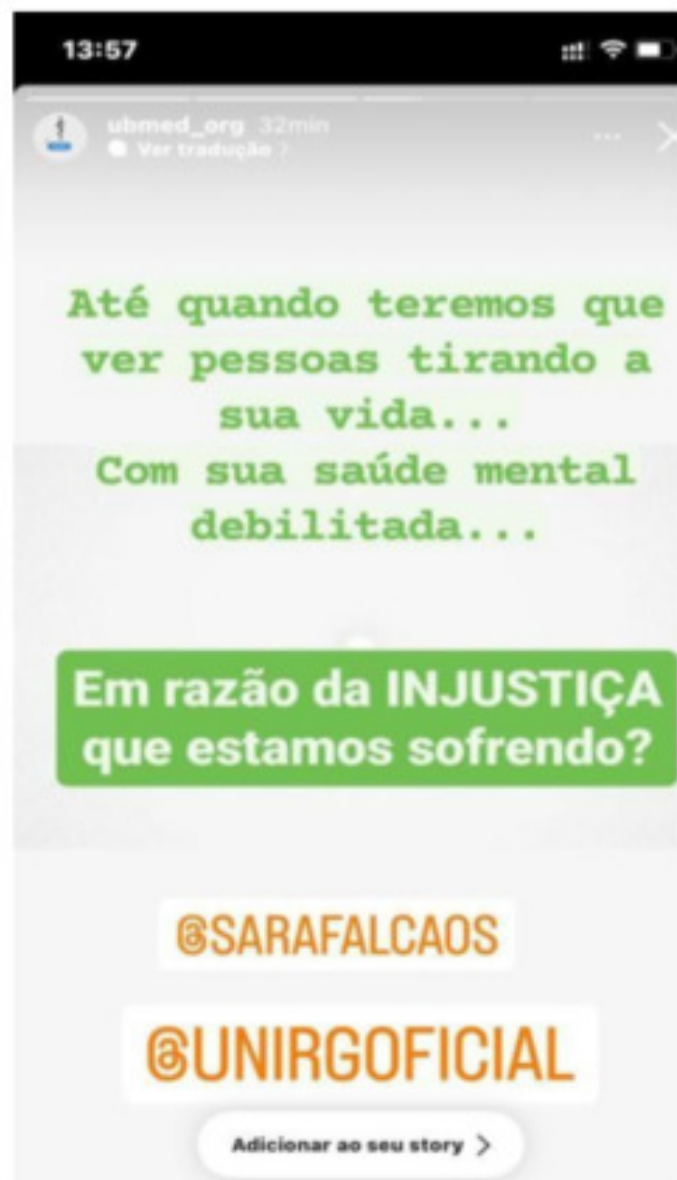 13:57
ubmed_org 32min
Ver tradução
Até quando teremos que
ver pessoas tirando a
sua vida...
Com sua saúde mental
debilitada...
Em razão da INJUSTIÇA
que estamos sofrendo?
@SARAFALCAOS
@UNIRGOFICIAL
Adicionar ao seu story